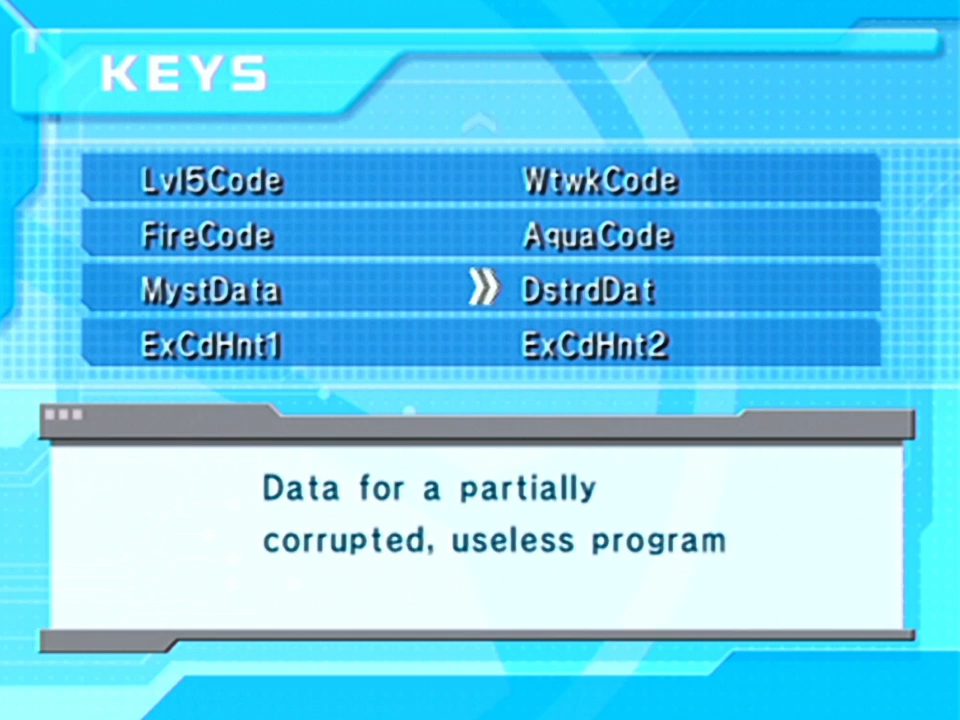 KEYS
Lvl5Code WtwkCode
FireCode AquaCode
MystData DstrdDat
ExCdHnt1 ExCdHnt2
Data for a partially
corrupted, useless program